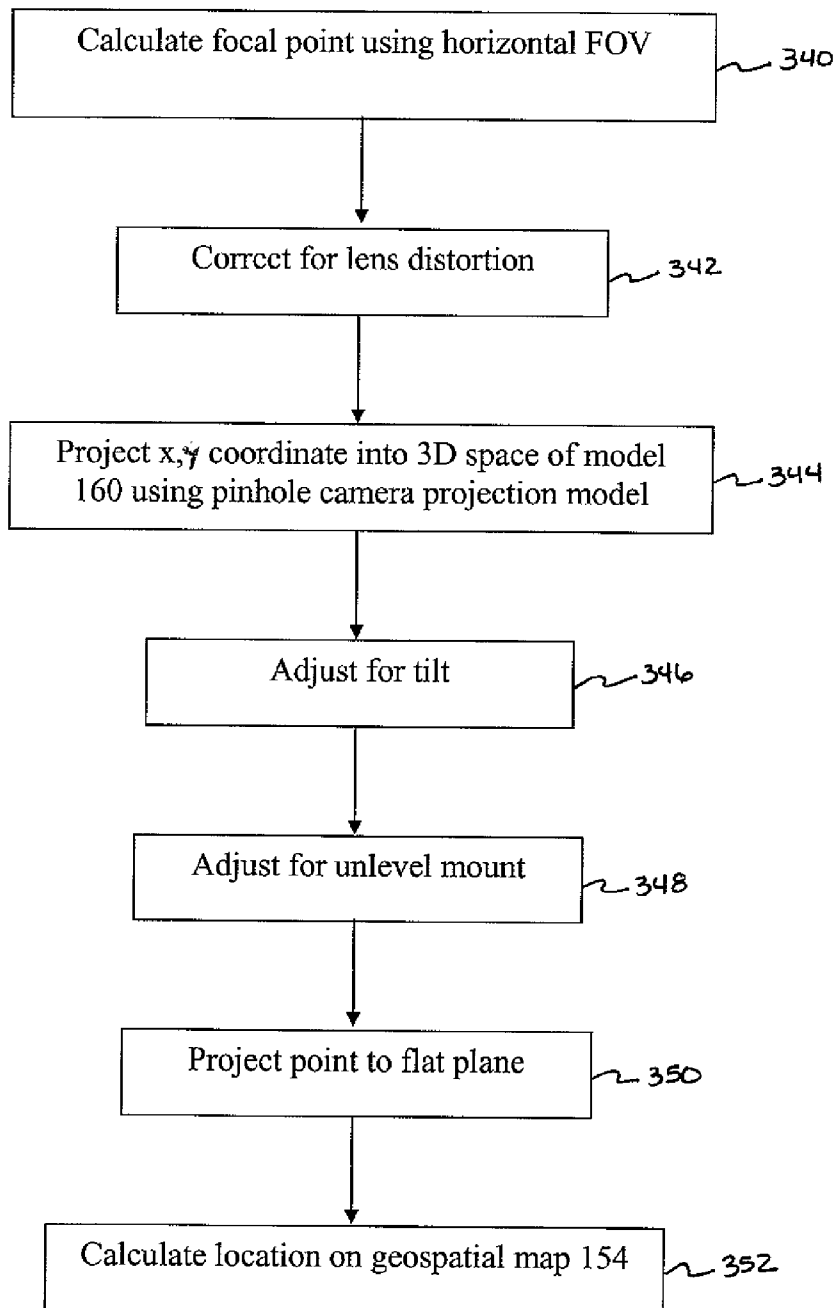 Calculate focal point using horizontal FOV
340
Correct for lens distortion
342
Project x,y coordinate into 3D space of model
160 using pinhole camera projection model
344
Adjust for tilt
346
Adjust for unlevel mount
348
Project point to flat plane
350
Calculate location on geospatial map 154
352